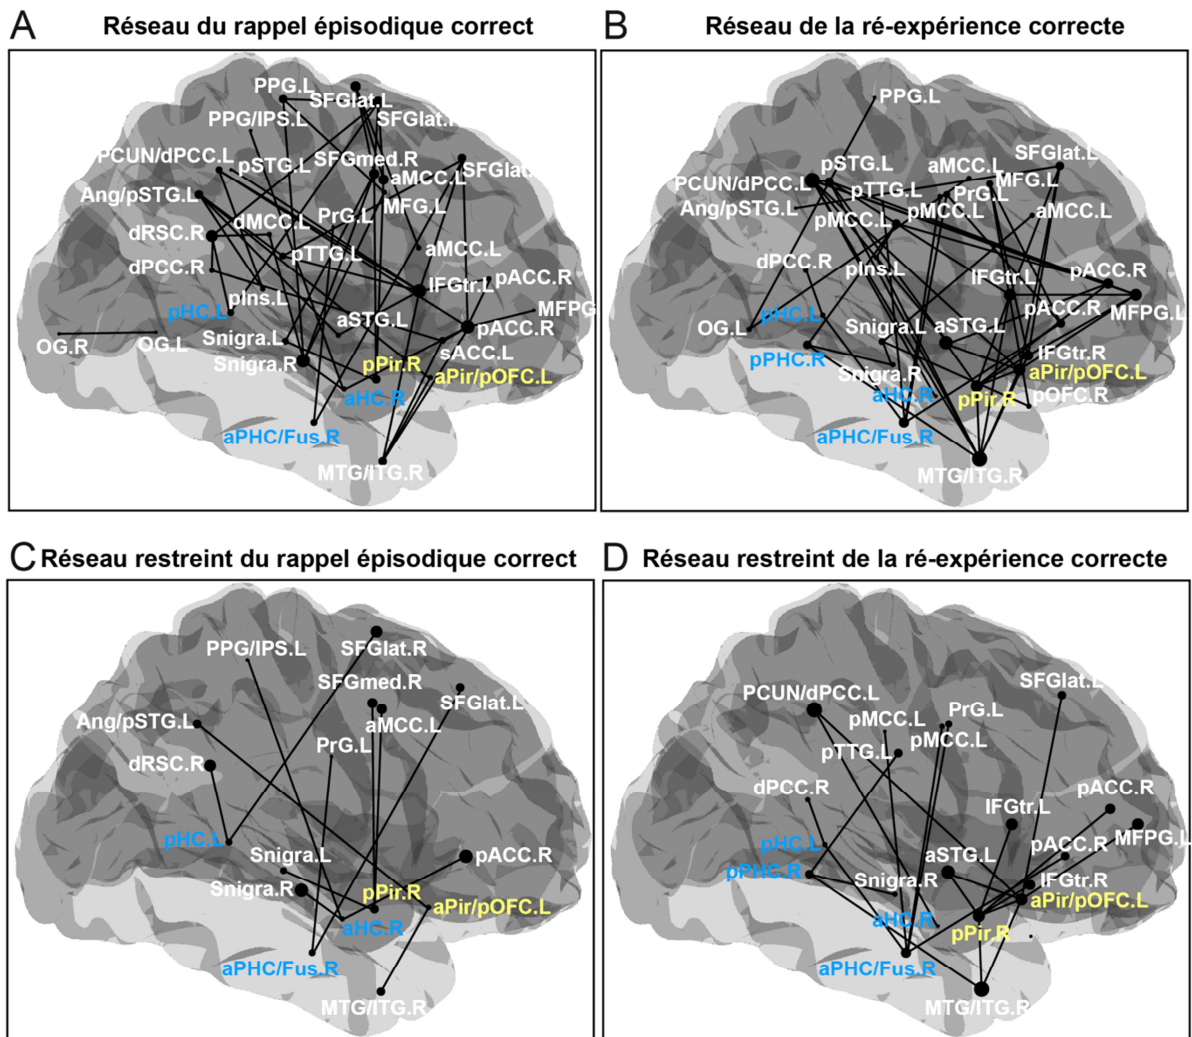 A Réseau du rappel épisodique correct
PPG.L
SFGlat.L
PPG/IPS.L
SFGlat.
PCUN/dPCC.L
pSTG.L
SFGmed.R
SFGlat
aMCC.L
Ang/pSTG.L
MFG.L
dMCC.L
PrG.L
dRSC.R
pTTG.L
aMCC.L
dPCC.R
IFGtr.L
pACC.R
pIns.L
pHC.L
MFPG
aSTG.L
pACC.R
OG.R
OG.L
Snigra.L
sACC.L
Snigra.R
pPir.R
aPir/pOFC.L
aHC.R
aPHC/Fus.R
MTG/ITG.R
B Réseau de la ré-expérience correcte
PPG.L
pSTG.L
aMCC.L
SFGlat.L
PCUN/dPCC.L
pTTG.L
PrG.L
MFG.L
Ang/pSTG.L
pMCC.L
pMCC.L
aMCC.L
dPCC.R
pIns.L
IFGtr.L
pACC.R
pHC.L
pACC.R
MFPG.L
OG.L
Snigra.L
aSTG.L
pPHC.R
IFGtr.R
Snigra.R
aPir/pOFC.L
aHC.R
pPir.R
pOFC.R
aPHC/Fus.R
MTG/ITG.R
C Réseau restreint du rappel épisodique correct
PPG/IPS.L
SFGlat.R
SFGmed.R
SFGlat.L
Ang/pSTG.L
aMCC.L
PrG.L
dRSC.R
pHC.L
Snigra.L
pACC.R
Snigra.R
pPir.R
aPir/pOFC.L
aHC.R
aPHC/Fus.R
MTG/ITG.R
D Réseau restreint de la ré-expérience correcte
SFGlat.L
PCUN/dPCC.L
PrG.L
pMCC.L
pMCC.L
pTTG.L
dPCC.R
pACC.R
IFGtr.L
pHC.L
MFPG.L
pACC.R
aSTG.L
pPHC.R
Snigra.R
IFGtr.R
aPir/pOFC.L
aHC.R
pPir.R
aPHC/Fus.R
MTG/ITG.R